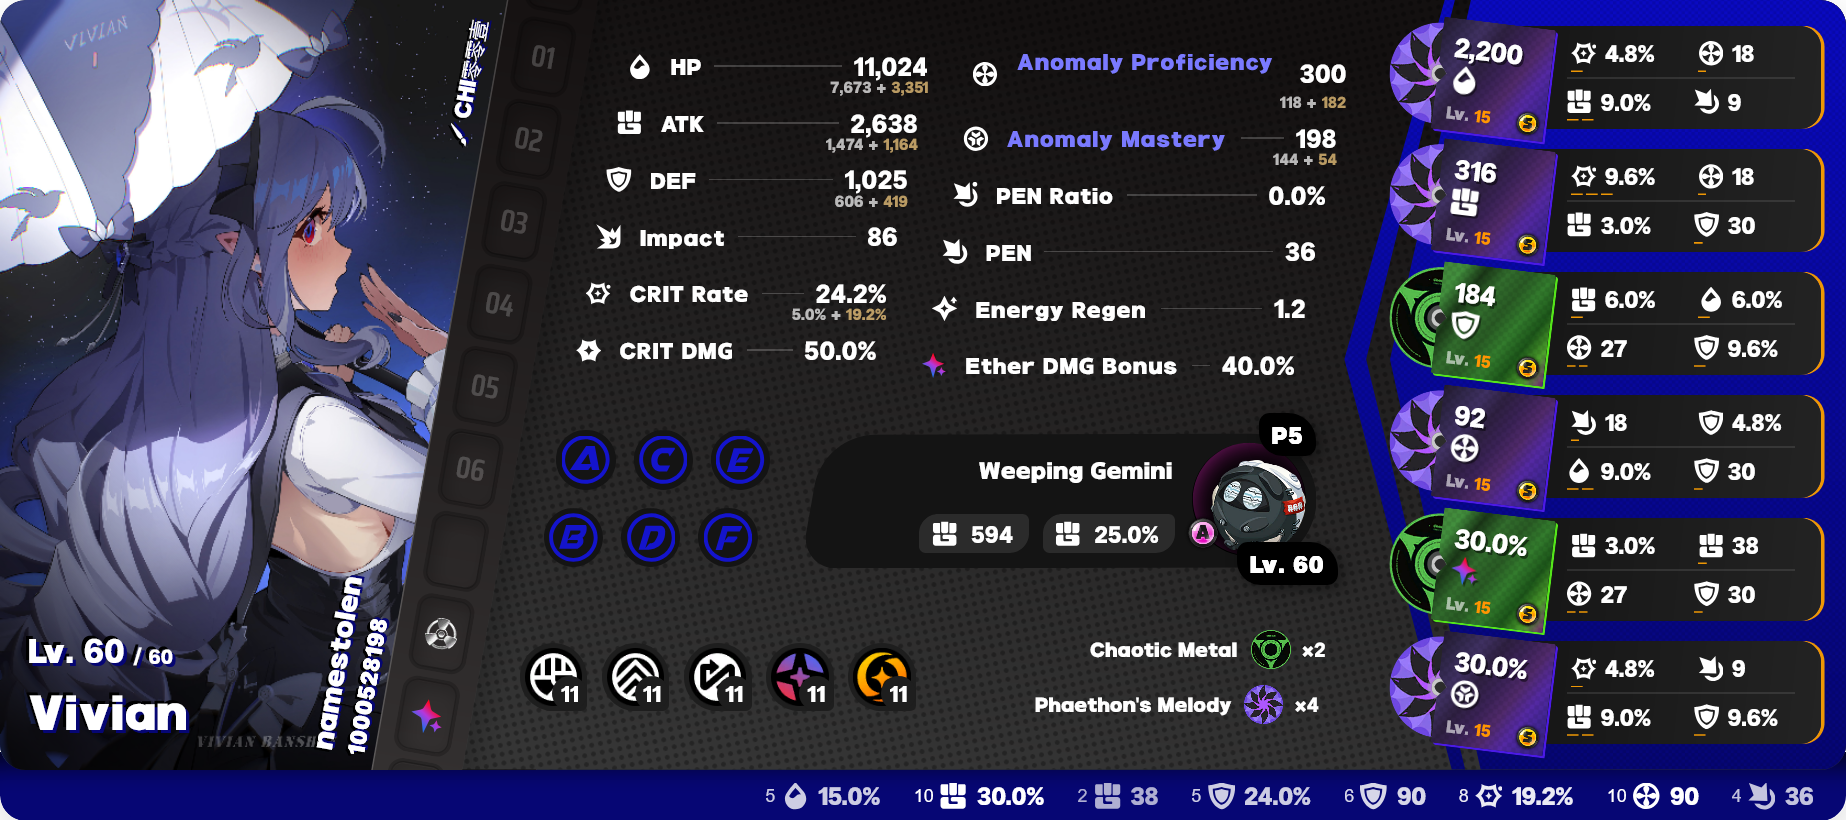 VIVIAN
CHI零零壹
Lv. 60 / 60
Vivian
VIVIAN BANSH
namestolen
1000528198
01
02
03
04
05
06
HP 11,024
7,673 + 3,351
ATK 2,638
1,474 + 1,164
DEF 1,025
606 + 419
Impact 86
CRIT Rate 24.2%
5.0% + 19.2%
CRIT DMG 50.0%
Anomaly Proficiency 300
118 + 182
Anomaly Mastery 198
144 + 54
PEN Ratio 0.0%
PEN 36
Energy Regen 1.2
Ether DMG Bonus 40.0%
A C E
B D F
P5
Weeping Gemini
594 25.0%
A
Lv. 60
11 11 11 11 11
Chaotic Metal ×2
Phaethon's Melody ×4
2,200
Lv. 15 S
4.8% 18
9.0% 9
316
Lv. 15 S
9.6% 18
3.0% 30
184
Lv. 15 S
6.0% 6.0%
27 9.6%
92
Lv. 15 S
18 4.8%
9.0% 30
30.0%
Lv. 15 S
3.0% 38
27 30
30.0%
Lv. 15 S
4.8% 9
9.0% 9.6%
5 15.0% 10 30.0% 2 38 5 24.0% 6 90 8 19.2% 10 90 4 36